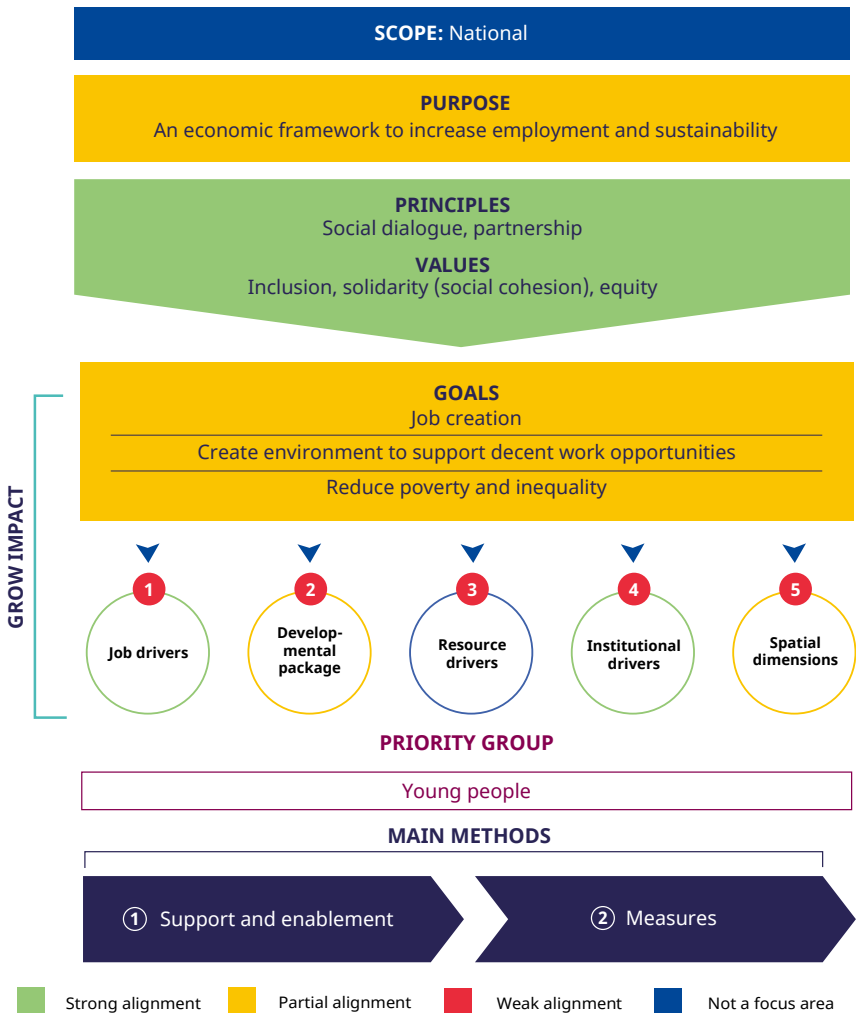 SCOPE: National
PURPOSE
An economic framework to increase employment and sustainability
PRINCIPLES
Social dialogue, partnership
VALUES
Inclusion, solidarity (social cohesion), equity
GROW IMPACT
GOALS
Job creation
Create environment to support decent work opportunities
Reduce poverty and inequality
1
Job drivers
2
Develop-
mental
package
3
Resource
drivers
4
Institutional
drivers
5
Spatial
dimensions
PRIORITY GROUP
Young people
MAIN METHODS
1 Support and enablement
2 Measures
Strong alignment
Partial alignment
Weak alignment
Not a focus area